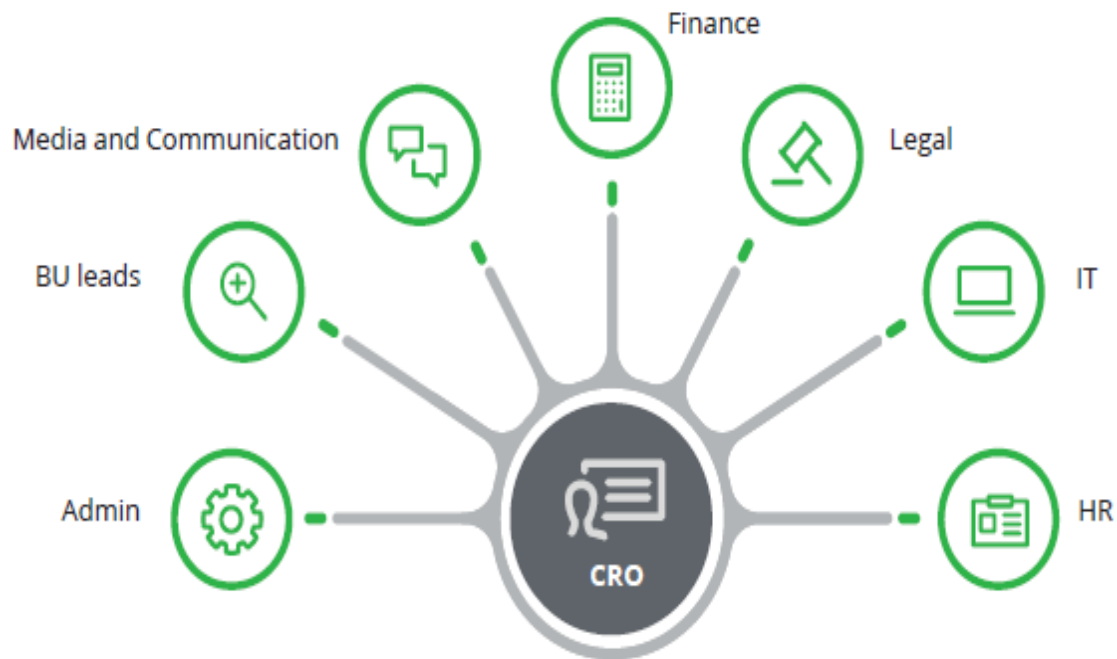 Finance
Media and Communication
Legal
BU leads
IT
Admin
HR
CRO